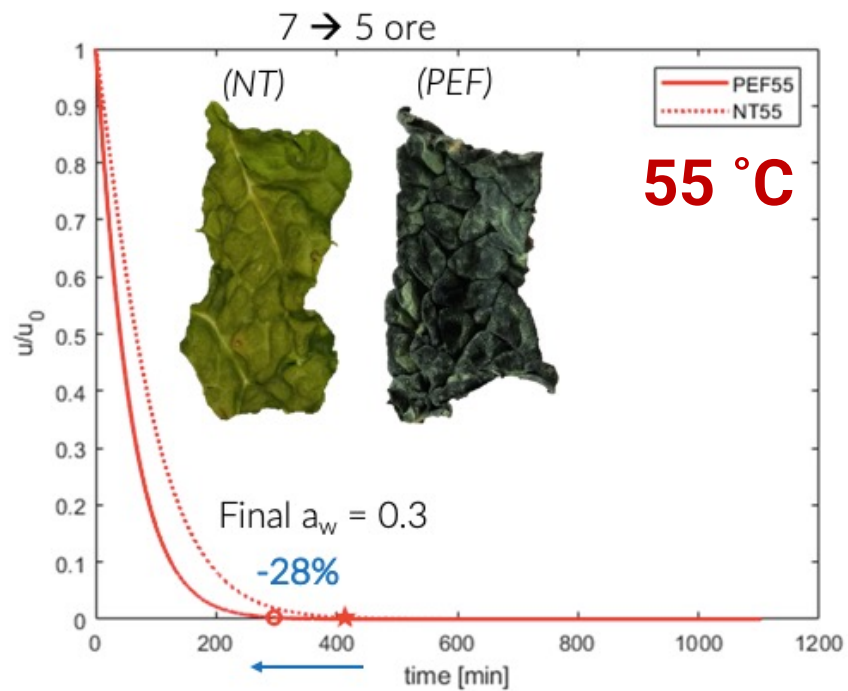 7 → 5 ore
(NT)
(PEF)
PEF55
NT55
55 °C
Final aw = 0.3
-28%
u/u0
1
0.9
0.8
0.7
0.6
0.5
0.4
0.3
0.2
0.1
0
0 200 400 600 800 1000 1200
time [min]